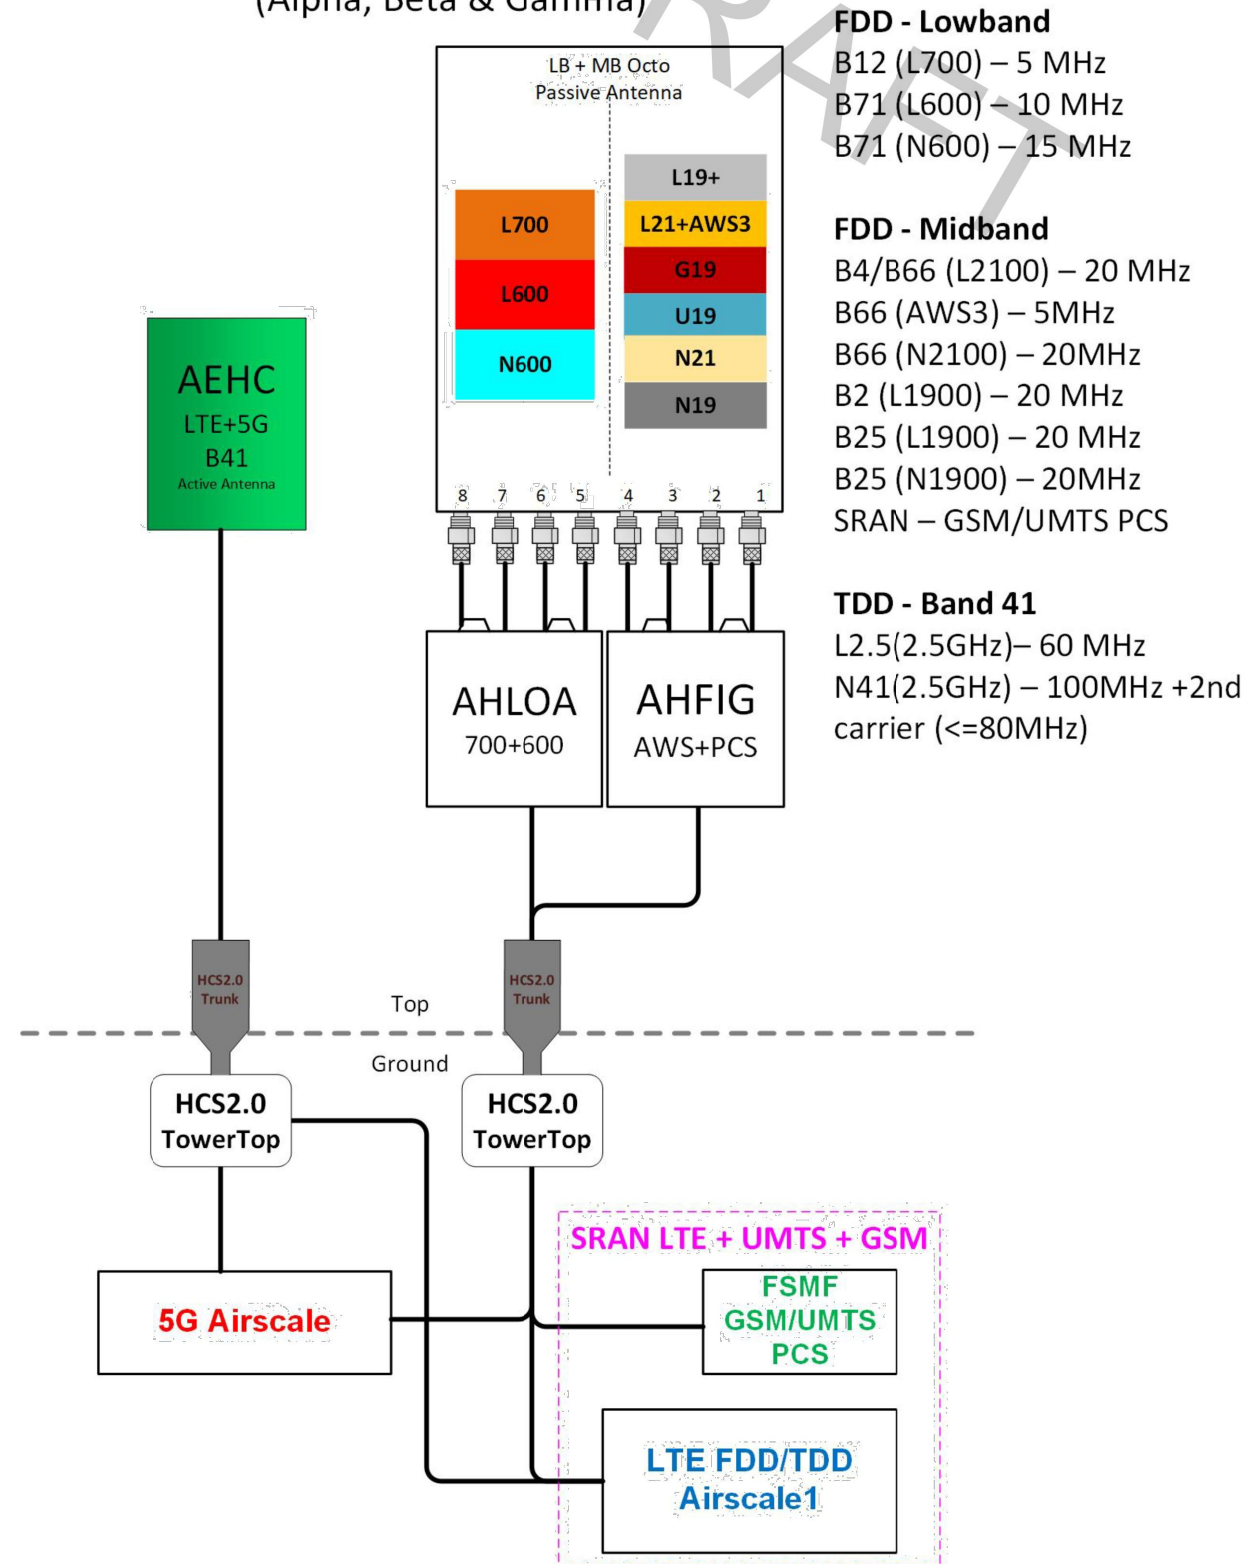 (Alpha, Beta & Gamma)
RAFT
FDD - Lowband
B12 (L700) – 5 MHz
B71 (L600) – 10 MHz
B71 (N600) – 15 MHz
FDD - Midband
B4/B66 (L2100) – 20 MHz
B66 (AWS3) – 5MHz
B66 (N2100) – 20MHz
B2 (L1900) – 20 MHz
B25 (L1900) – 20 MHz
B25 (N1900) – 20MHz
SRAN – GSM/UMTS PCS
TDD - Band 41
L2.5(2.5GHz)– 60 MHz
N41(2.5GHz) – 100MHz +2nd
carrier (<=80MHz)
LB + MB Octo
Passive Antenna
L700
L600
N600
L19+
L21+AWS3
G19
U19
N21
N19
8 7 6 5 4 3 2 1
AEHC
LTE+5G
B41
Active Antenna
AHLOA
700+600
AHFIG
AWS+PCS
HCS2.0
Trunk
HCS2.0
Trunk
Top
Ground
HCS2.0
TowerTop
HCS2.0
TowerTop
5G Airscale
SRAN LTE + UMTS + GSM
FSMF
GSM/UMTS
PCS
LTE FDD/TDD
Airscale1